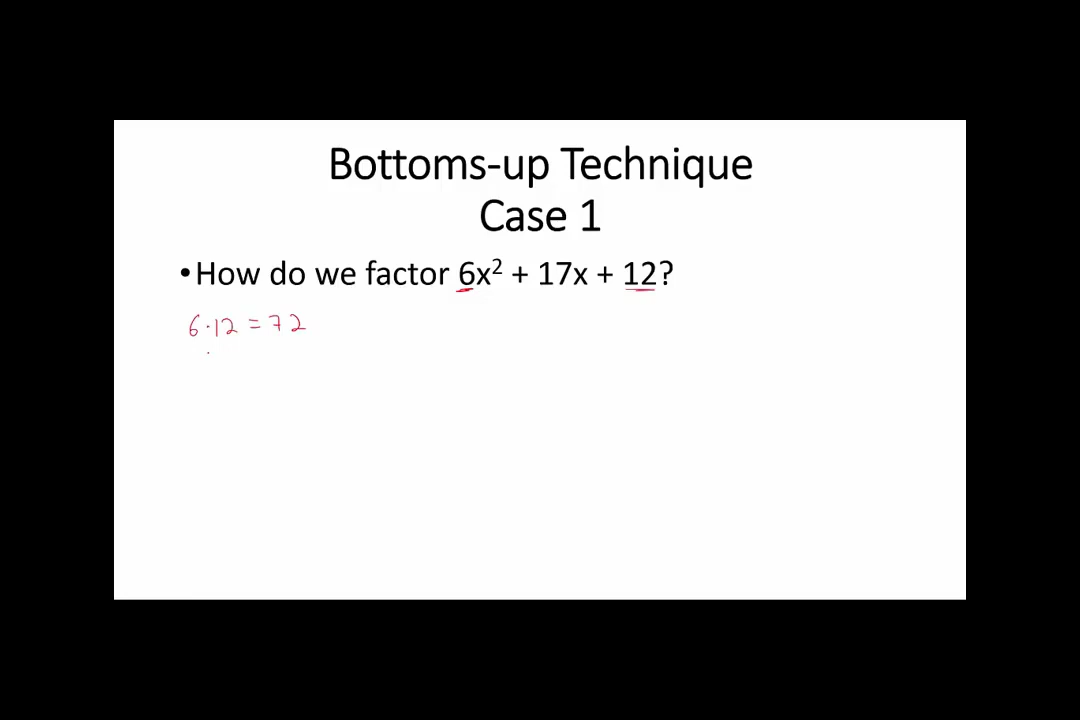 Bottoms-up Technique
Case 1
•How do we factor 6x² + 17x + 12?
6·12 = 72